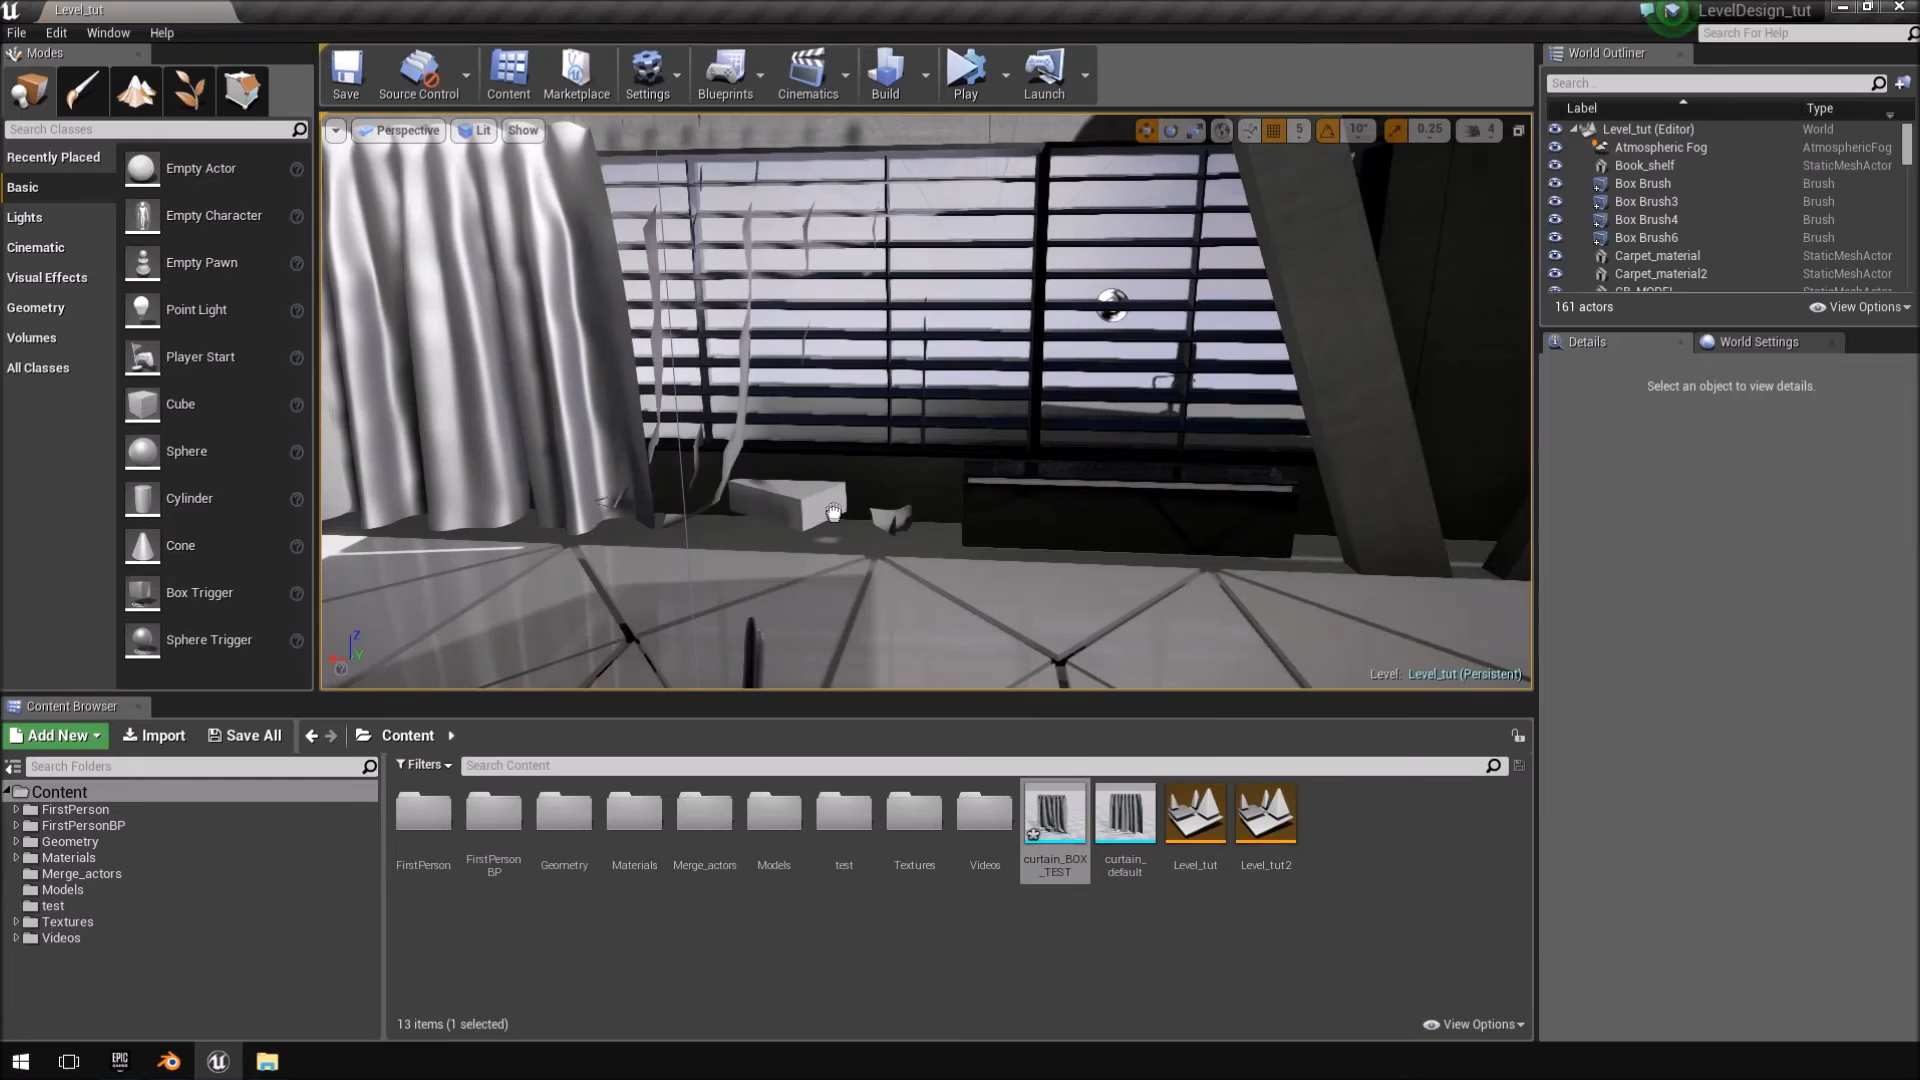 Level_tut
LevelDesign_tut
File Edit Window Help
Search For Help
Modes
Save
Source Control
Content
Marketplace
Settings
Blueprints
Cinematics
Build
Play
Launch
World Outliner
Search...
Label Type
Search Classes
Recently Placed
Basic
Lights
Cinematic
Visual Effects
Geometry
Volumes
All Classes
Empty Actor
Empty Character
Empty Pawn
Point Light
Player Start
Cube
Sphere
Cylinder
Cone
Box Trigger
Sphere Trigger
Perspective Lit Show
5 10° 0.25 4
Level_tut (Editor) World
Atmospheric Fog AtmosphericFog
Book_shelf StaticMeshActor
Box Brush Brush
Box Brush3 Brush
Box Brush4 Brush
Box Brush6 Brush
Carpet_material StaticMeshActor
Carpet_material2 StaticMeshActor
161 actors View Options
Details World Settings
Select an object to view details.
Z
Y
Level: Level_tut (Persistent)
Content Browser
Add New Import Save All Content
Search Folders
Filters Search Content
Content
FirstPerson
FirstPersonBP
Geometry
Materials
Merge_actors
Models
test
Textures
Videos
FirstPerson
FirstPerson
BP
Geometry
Materials
Merge_actors
Models
test
Textures
Videos
curtain_BOX
_TEST
curtain_
default
Level_tut
Level_tut2
13 items (1 selected) View Options
EPIC
GAMES